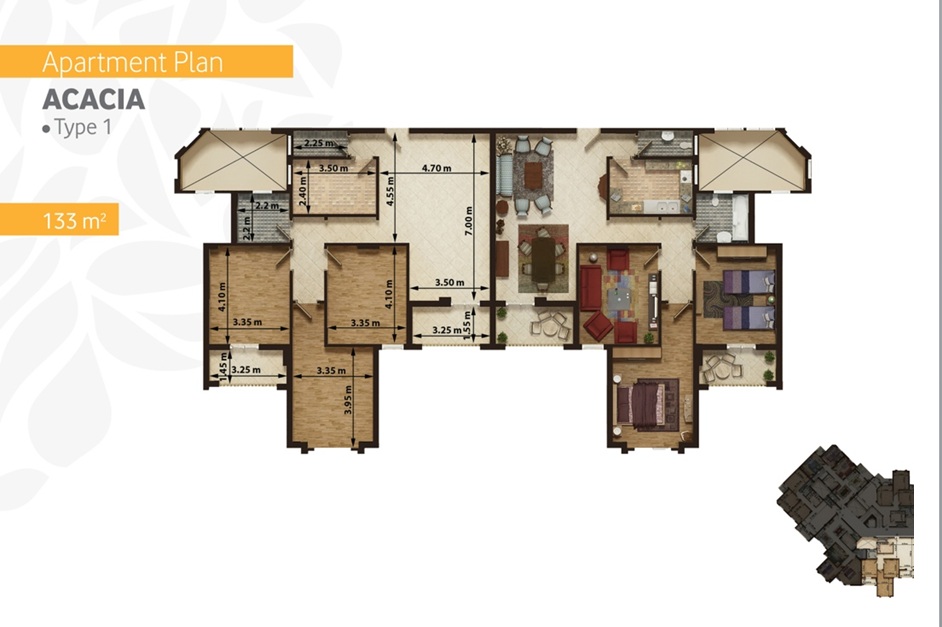 Apartment Plan
ACACIA
• Type 1
133 m²
2.25 m
3.50 m
2.40 m
4.55 m
4.70 m
7.00 m
2.2 m
2.2 m
3.50 m
4.10 m
3.35 m
4.10 m
3.35 m
3.25 m
1.55 m
1.45 m
3.25 m
3.35 m
3.95 m